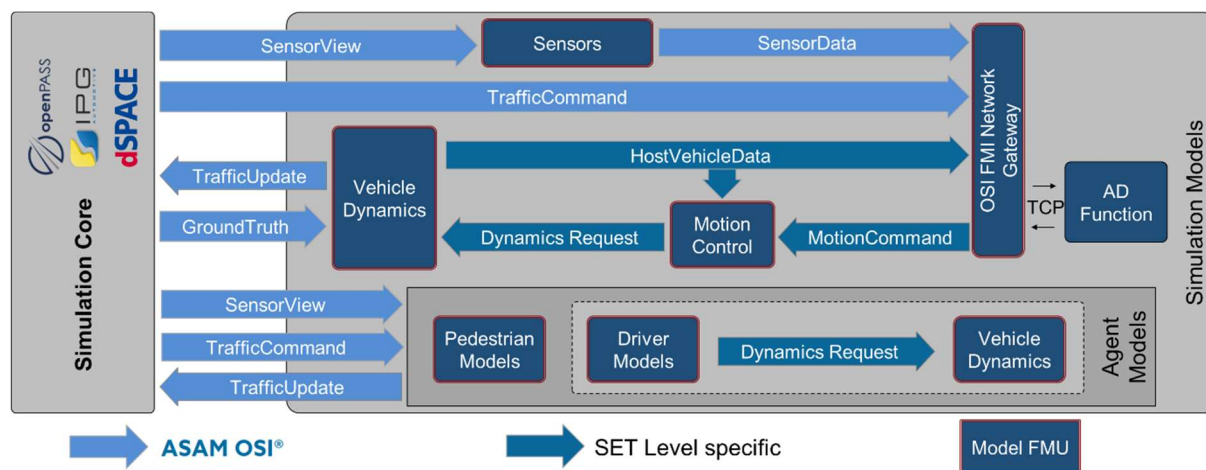 openPASS
IPG
AUTOMOTIVE
dSPACE
Simulation Core
SensorView
Sensors
SensorData
TrafficCommand
HostVehicleData
TrafficUpdate
Vehicle
Dynamics
GroundTruth
Dynamics Request
Motion
Control
MotionCommand
OSI FMI Network
Gateway
TCP
AD
Function
Simulation Models
SensorView
TrafficCommand
TrafficUpdate
Pedestrian
Models
Driver
Models
Dynamics Request
Vehicle
Dynamics
Agent
Models
ASAM OSI®
SET Level specific
Model FMU